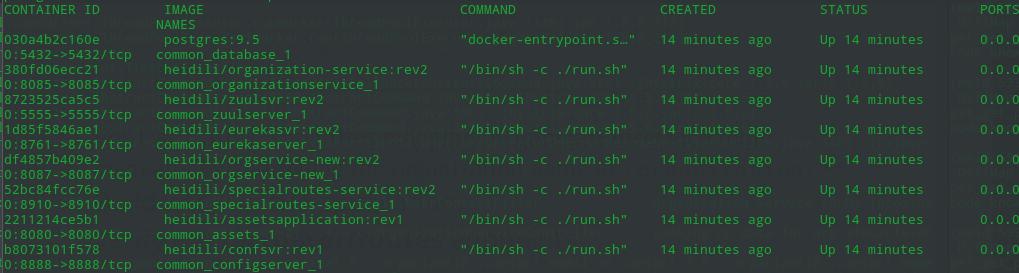 CONTAINER ID IMAGE COMMAND CREATED STATUS PORTS
NAMES
030a4b2c160e postgres:9.5 "docker-entrypoint.s…" 14 minutes ago Up 14 minutes 0.0.0
0:5432->5432/tcp common_database_1
380fd06ecc21 heidili/organization-service:rev2 "/bin/sh -c ./run.sh" 14 minutes ago Up 14 minutes 0.0.0
0:8085->8085/tcp common_organizationservice_1
8723525ca5c5 heidili/zuulsvr:rev2 "/bin/sh -c ./run.sh" 14 minutes ago Up 14 minutes 0.0.0
0:5555->5555/tcp common_zuulserver_1
1d85f5846ae1 heidili/eurekasvr:rev2 "/bin/sh -c ./run.sh" 14 minutes ago Up 14 minutes 0.0.0
0:8761->8761/tcp common_eurekaserver_1
df4857b409e2 heidili/orgservice-new:rev2 "/bin/sh -c ./run.sh" 14 minutes ago Up 14 minutes 0.0.0
0:8087->8087/tcp common_orgservice-new_1
52bc84fcc76e heidili/specialroutes-service:rev2 "/bin/sh -c ./run.sh" 14 minutes ago Up 14 minutes 0.0.0
0:8910->8910/tcp common_specialroutes-service_1
2211214ce5b1 heidili/assetsapplication:rev1 "/bin/sh -c ./run.sh" 14 minutes ago Up 14 minutes 0.0.0
0:8080->8080/tcp common_assets_1
b8073101f578 heidili/confsvr:rev1 "/bin/sh -c ./run.sh" 14 minutes ago Up 14 minutes 0.0.0
0:8888->8888/tcp common_configserver_1